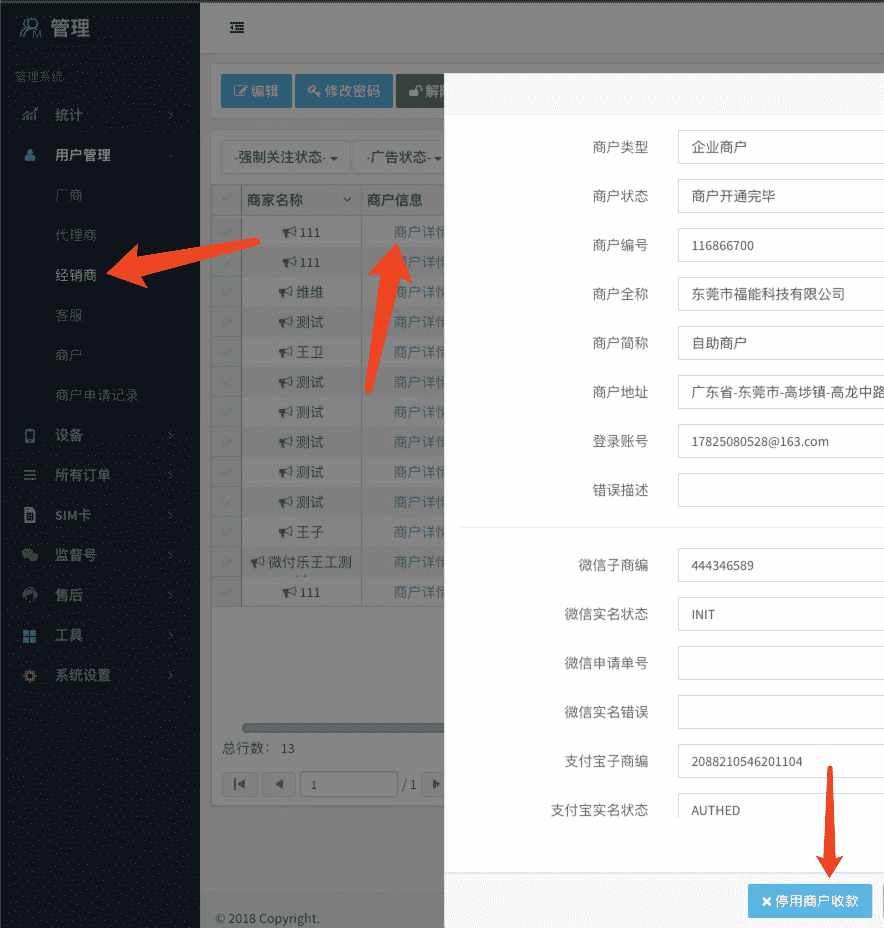 管理
管理系统
统计
用户管理
厂商
代理商
经销商
客服
商户
商户申请记录
设备
所有订单
SIM卡
监督号
售后
工具
系统设置
编辑 修改密码 解
-强制关注状态- -广告状态-
商家名称 商户信息
111 商户详情
111 商户详情
维维 商户详情
测试 商户详情
王卫 商户详情
测试 商户详情
测试 商户详情
测试 商户详情
测试 商户详情
测试 商户详情
王子 商户详情
微付乐王工测 商户详情
111 商户详情
总行数: 13
1 / 1
© 2018 Copyright.
商户类型 企业商户
商户状态 商户开通完毕
商户编号 116866700
商户全称 东莞市福能科技有限公司
商户简称 自助商户
商户地址 广东省-东莞市-高埗镇-高龙中路
登录账号 17825080528@163.com
错误描述
微信子商编 444346589
微信实名状态 INIT
微信申请单号
微信实名错误
支付宝子商编 2088210546201104
支付宝实名状态 AUTHED
停用商户收款